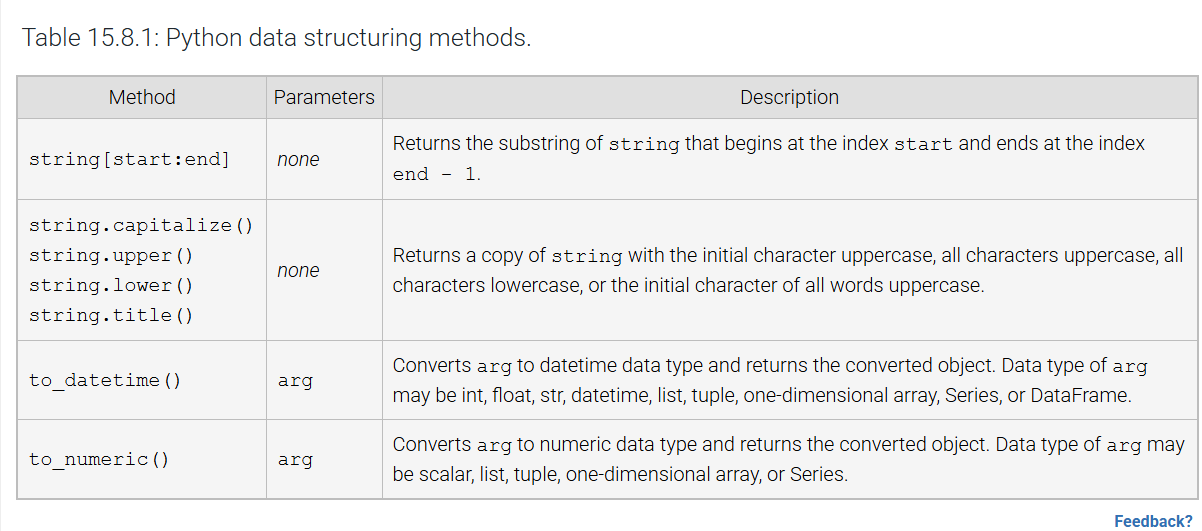 Table 15.8.1: Python data structuring methods.
Method Parameters Description
string[start:end] none Returns the substring of string that begins at the index start and ends at the index
end - 1.
string.capitalize()
string.upper()
string.lower()
string.title()
none
Returns a copy of string with the initial character uppercase, all characters uppercase, all
characters lowercase, or the initial character of all words uppercase.
to_datetime() arg Converts arg to datetime data type and returns the converted object. Data type of arg
may be int, float, str, datetime, list, tuple, one-dimensional array, Series, or DataFrame.
to_numeric() arg Converts arg to numeric data type and returns the converted object. Data type of arg may
be scalar, list, tuple, one-dimensional array, or Series.
Feedback?